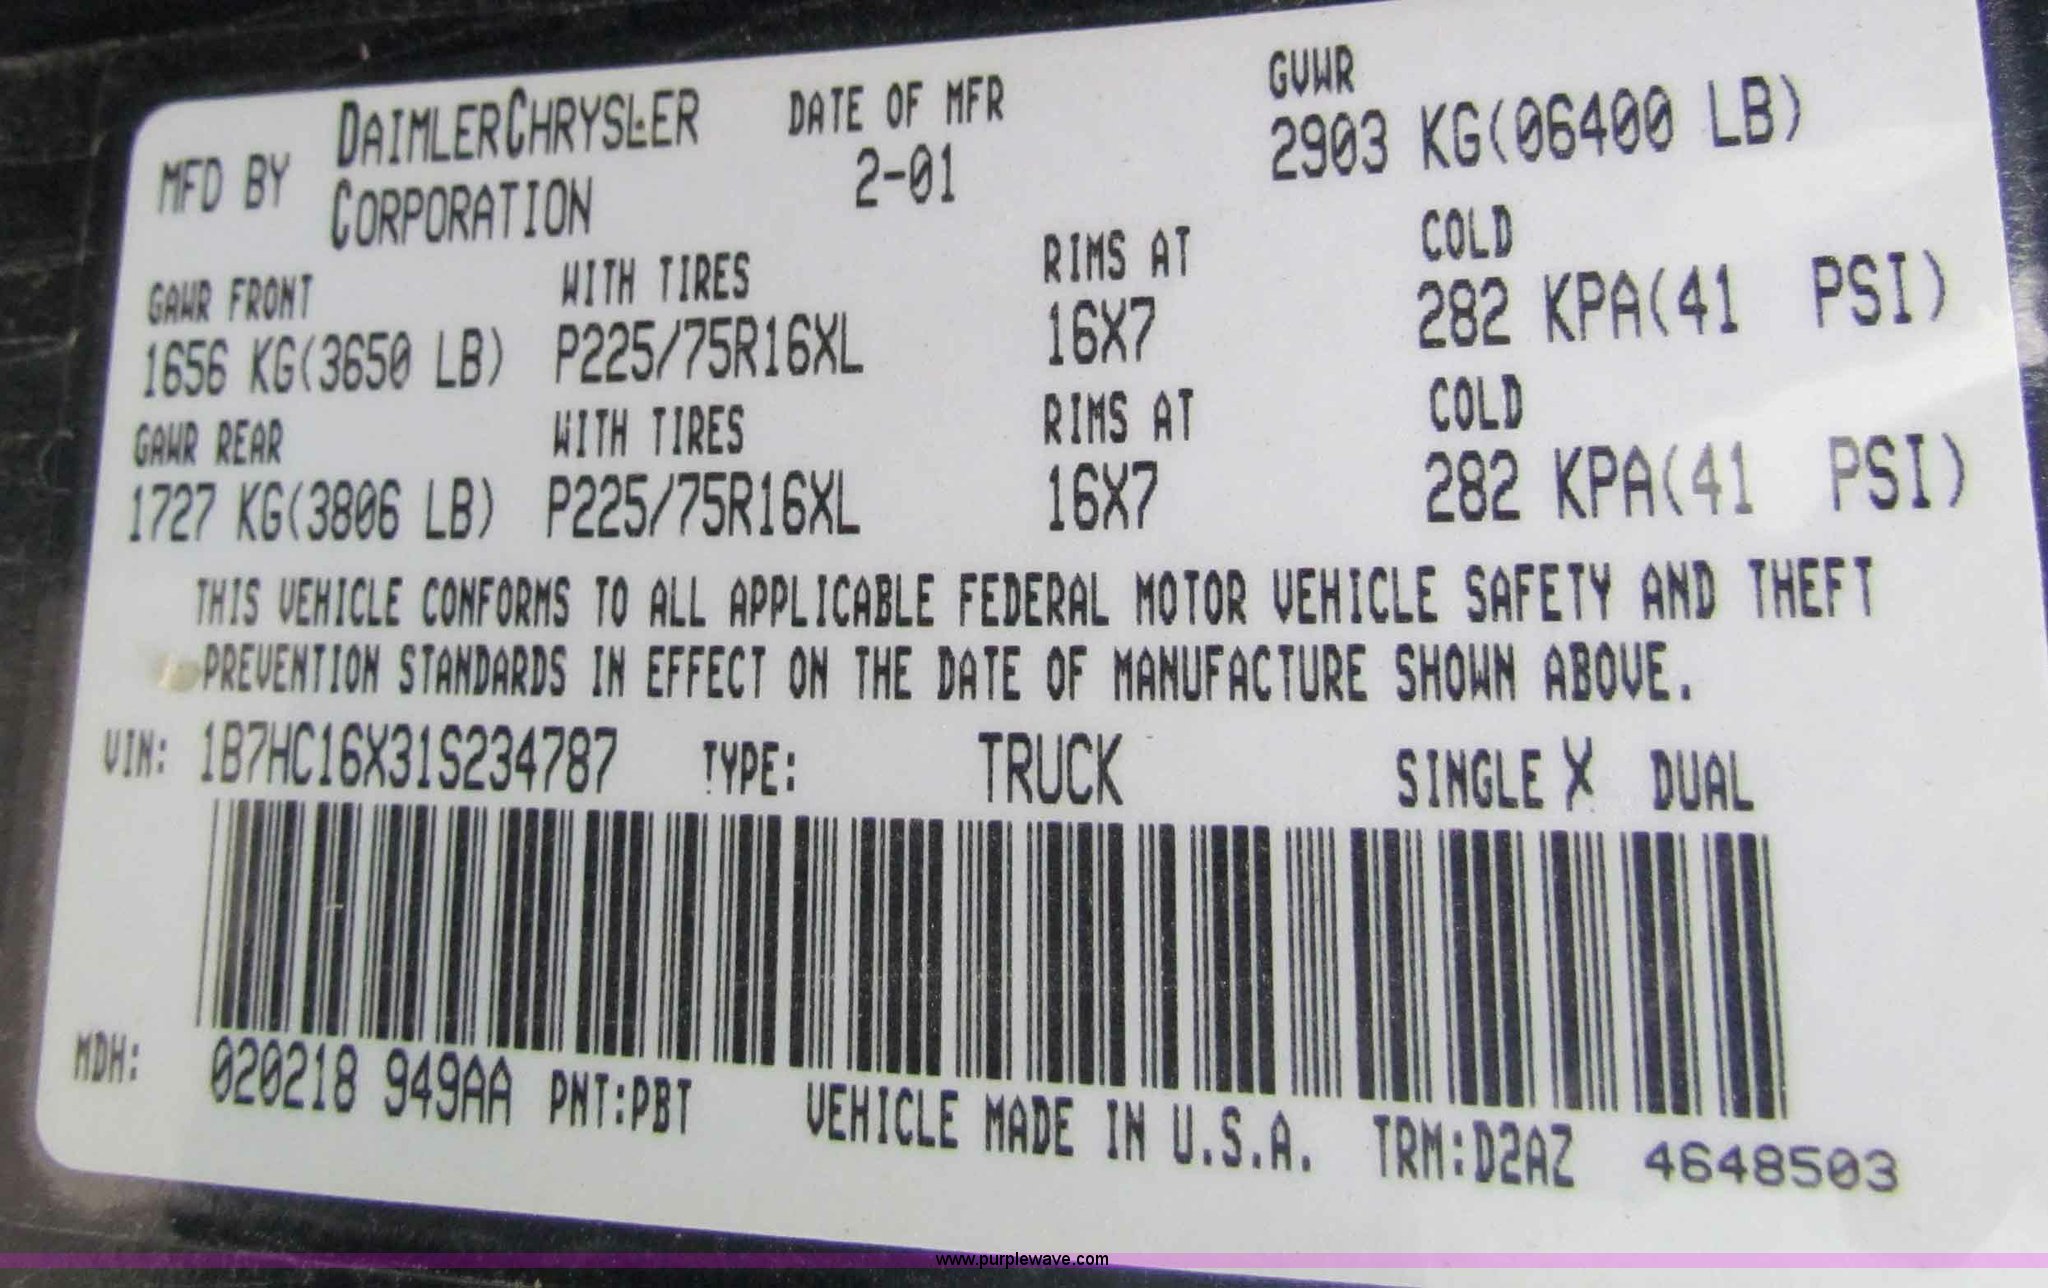 MFD BY DAIMLERCHRYSLER CORPORATION DATE OF MFR 2-01 GVWR 2903 KG(06400 LB)
GAWR FRONT WITH TIRES RIMS AT COLD
1656 KG(3650 LB) P225/75R16XL 16X7 282 KPA(41 PSI)
GAWR REAR WITH TIRES RIMS AT COLD
1727 KG(3806 LB) P225/75R16XL 16X7 282 KPA(41 PSI)
THIS VEHICLE CONFORMS TO ALL APPLICABLE FEDERAL MOTOR VEHICLE SAFETY AND THEFT
PREVENTION STANDARDS IN EFFECT ON THE DATE OF MANUFACTURE SHOWN ABOVE.
VIN: 1B7HC16X31S234787 TYPE: TRUCK SINGLE X DUAL
MDH: 020218 949AA PNT:PBT VEHICLE MADE IN U.S.A. TRM:D2AZ 4648503
www.purplewave.com